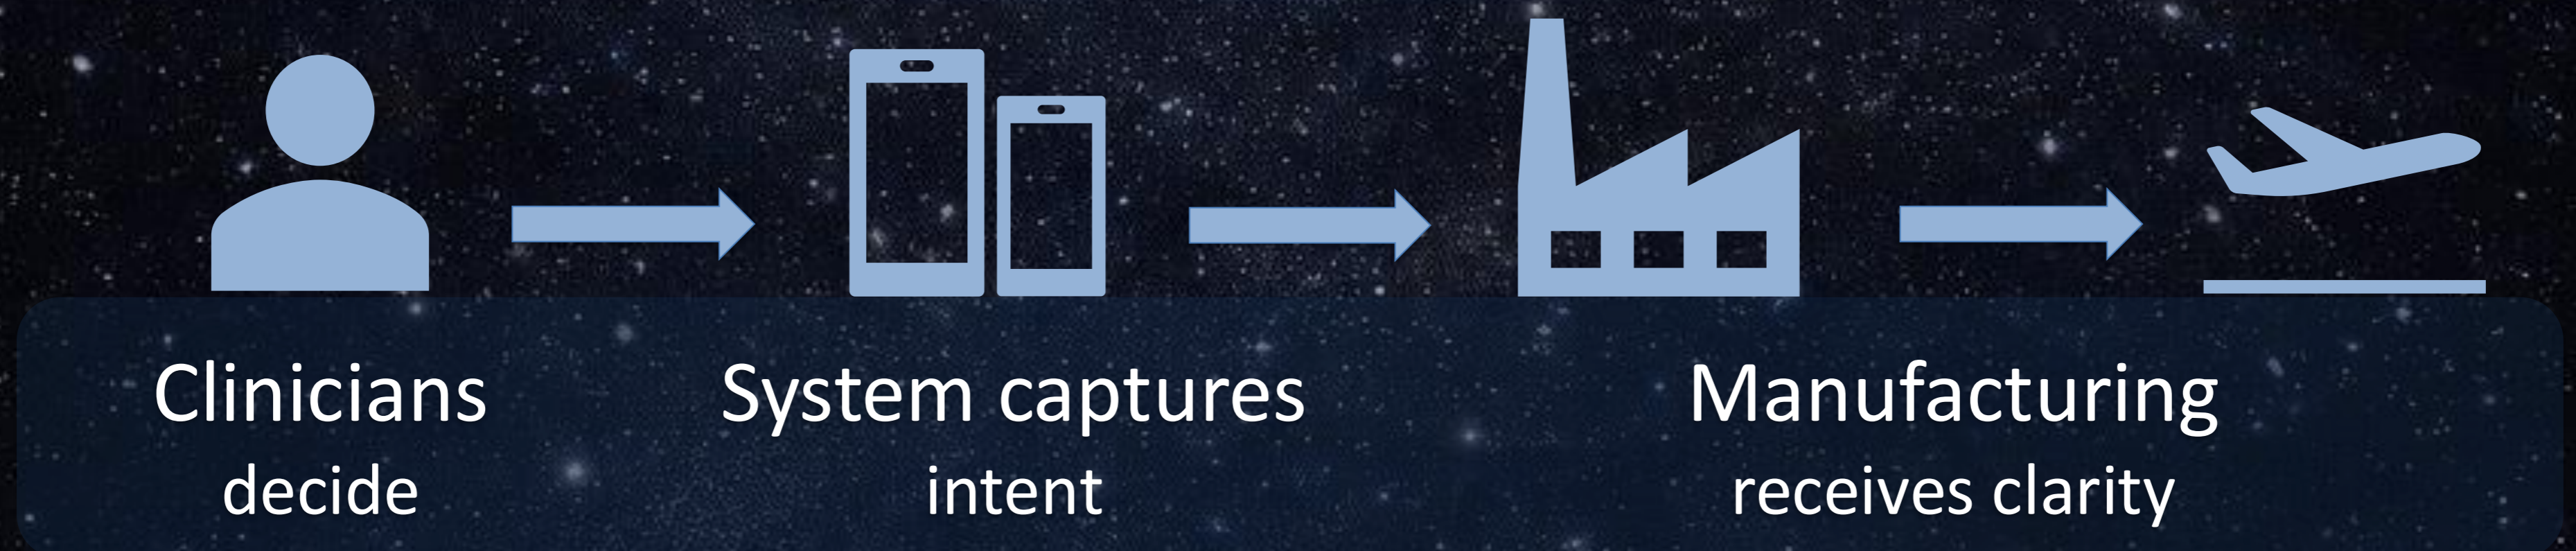 Clinicians
decide
System captures
intent
Manufacturing
receives clarity